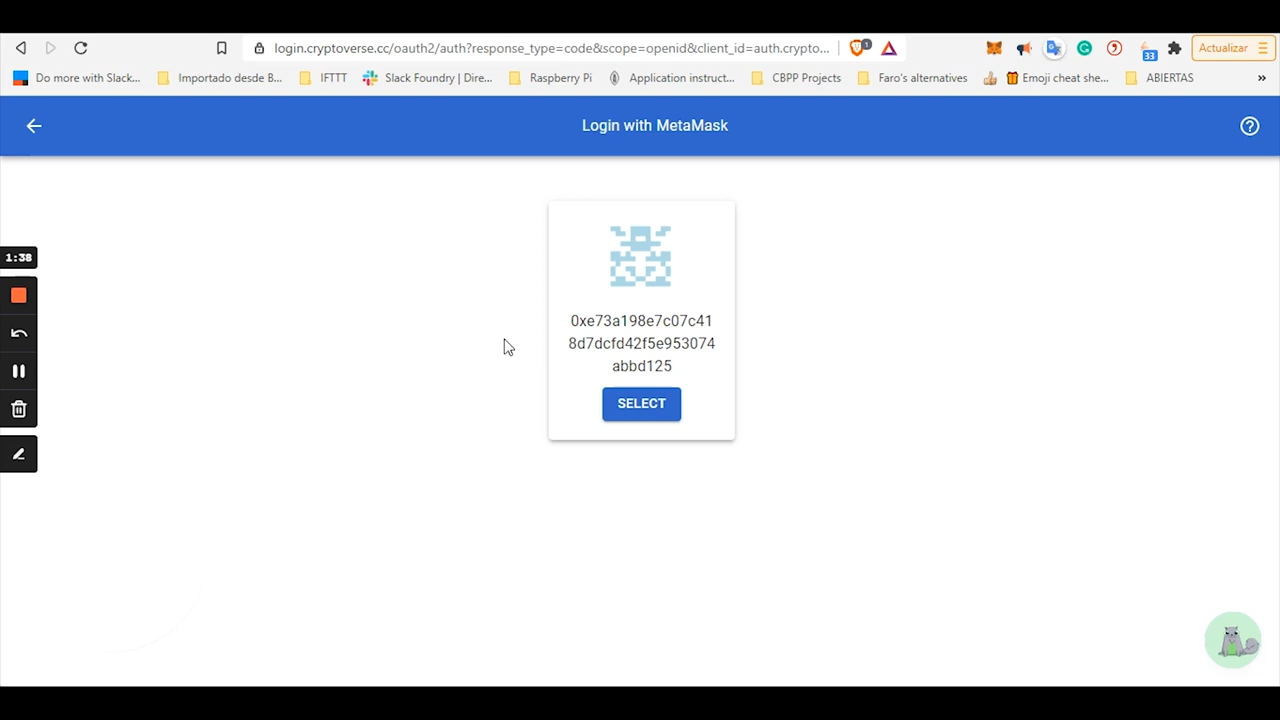 login.cryptoverse.cc/oauth2/auth?response_type=code&scope=openid&client_id=auth.crypto...
1
33
Actualizar
Do more with Slack...
Importado desde B...
IFTTT
Slack Foundry | Dire...
Raspberry Pi
Application instruct...
CBPP Projects
Faro's alternatives
Emoji cheat she...
ABIERTAS
»
Login with MetaMask
1:38
0xe73a198e7c07c41
8d7dcfd42f5e953074
abbd125
SELECT